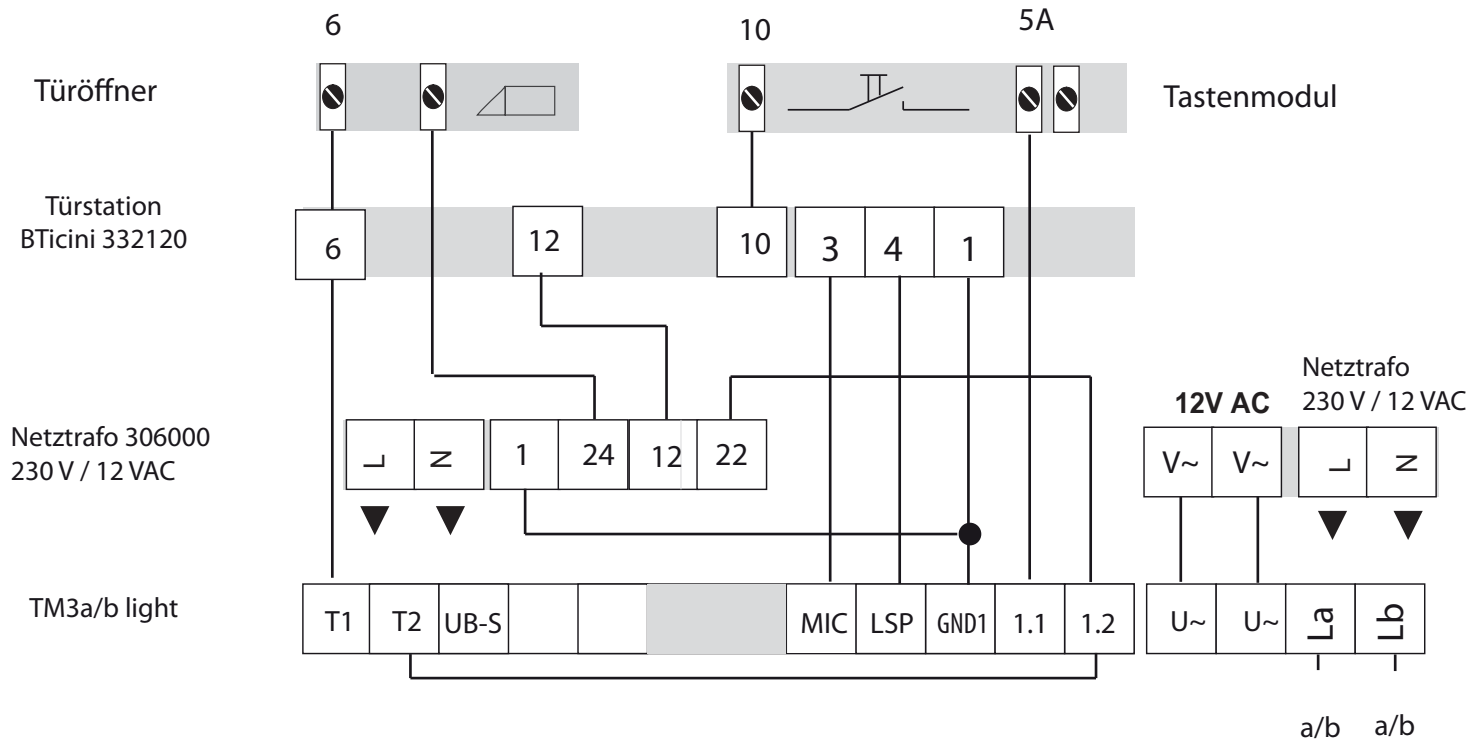 6 10 5A
Türöffner Tastenmodul
Türstation
BTicini 332120
6 12 10 3 4 1
Netztrafo
230 V / 12 VAC
12V AC
Netztrafo 306000
230 V / 12 VAC
L N 1 24 12 22 V~ V~ L N
TM3a/b light
T1 T2 UB-S MIC LSP GND1 1.1 1.2 U~ U~ La Lb
a/b a/b